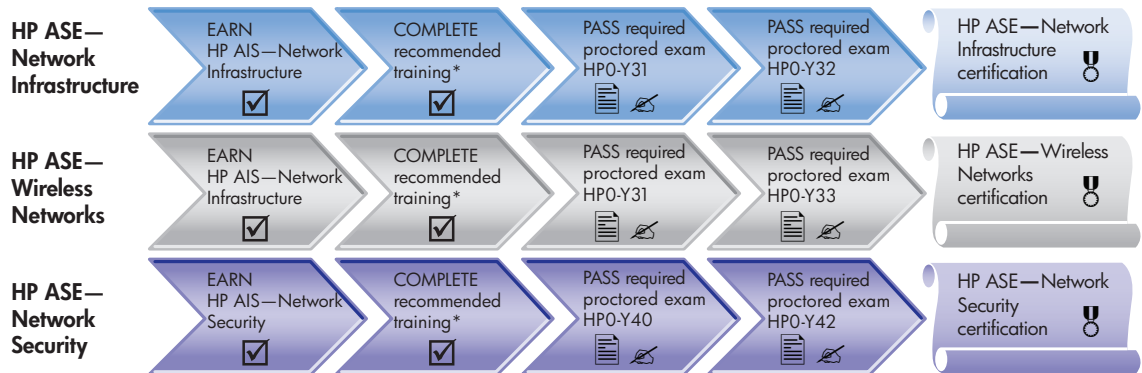 HP ASE—
Network
Infrastructure
EARN
HP AIS—Network
Infrastructure
COMPLETE
recommended
training*
PASS required
proctored exam
HP0-Y31
PASS required
proctored exam
HP0-Y32
HP ASE—Network
Infrastructure
certification
HP ASE—
Wireless
Networks
EARN
HP AIS—Network
Infrastructure
COMPLETE
recommended
training*
PASS required
proctored exam
HP0-Y31
PASS required
proctored exam
HP0-Y33
HP ASE—Wireless
Networks
certification
HP ASE—
Network
Security
EARN
HP AIS—Network
Security
COMPLETE
recommended
training*
PASS required
proctored exam
HP0-Y40
PASS required
proctored exam
HP0-Y42
HP ASE—Network
Security
certification